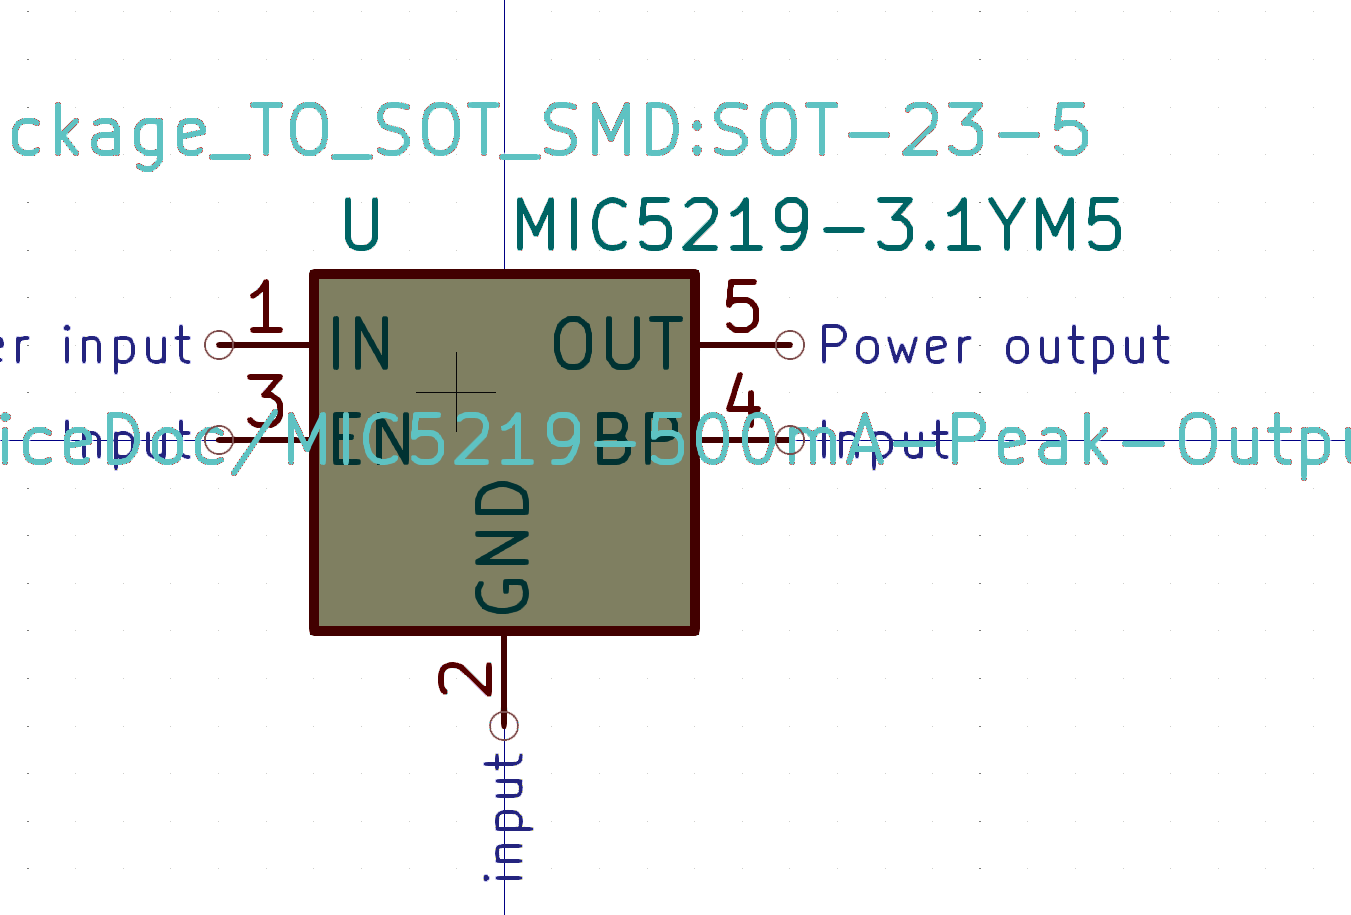 ckage_TO_SOT_SMD:SOT-23-5
U MIC5219-3.1YM5
1 5
er input IN OUT Power output
3 4
Input EN BP Input
iceDoc/MIC5219-500mA-Peak-Outpu
GND
2
input